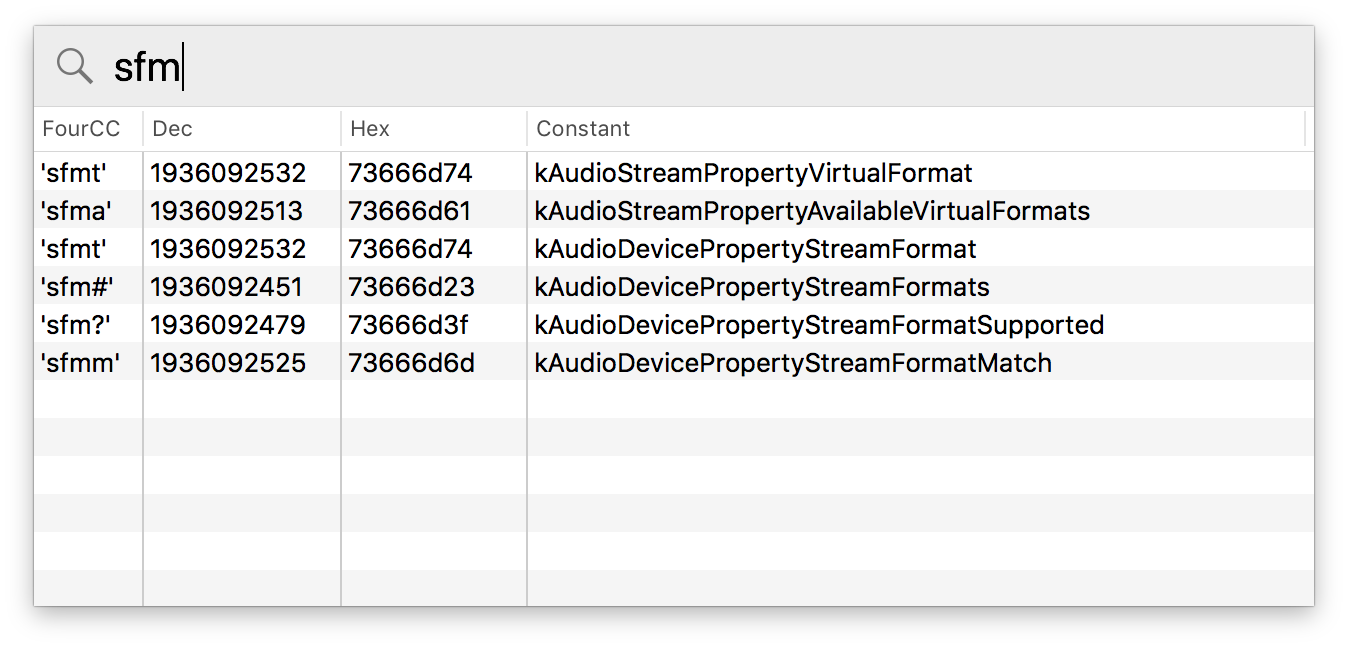 sfm
FourCC Dec Hex Constant
'sfmt' 1936092532 73666d74 kAudioStreamPropertyVirtualFormat
'sfma' 1936092513 73666d61 kAudioStreamPropertyAvailableVirtualFormats
'sfmt' 1936092532 73666d74 kAudioDevicePropertyStreamFormat
'sfm#' 1936092451 73666d23 kAudioDevicePropertyStreamFormats
'sfm?' 1936092479 73666d3f kAudioDevicePropertyStreamFormatSupported
'sfmm' 1936092525 73666d6d kAudioDevicePropertyStreamFormatMatch